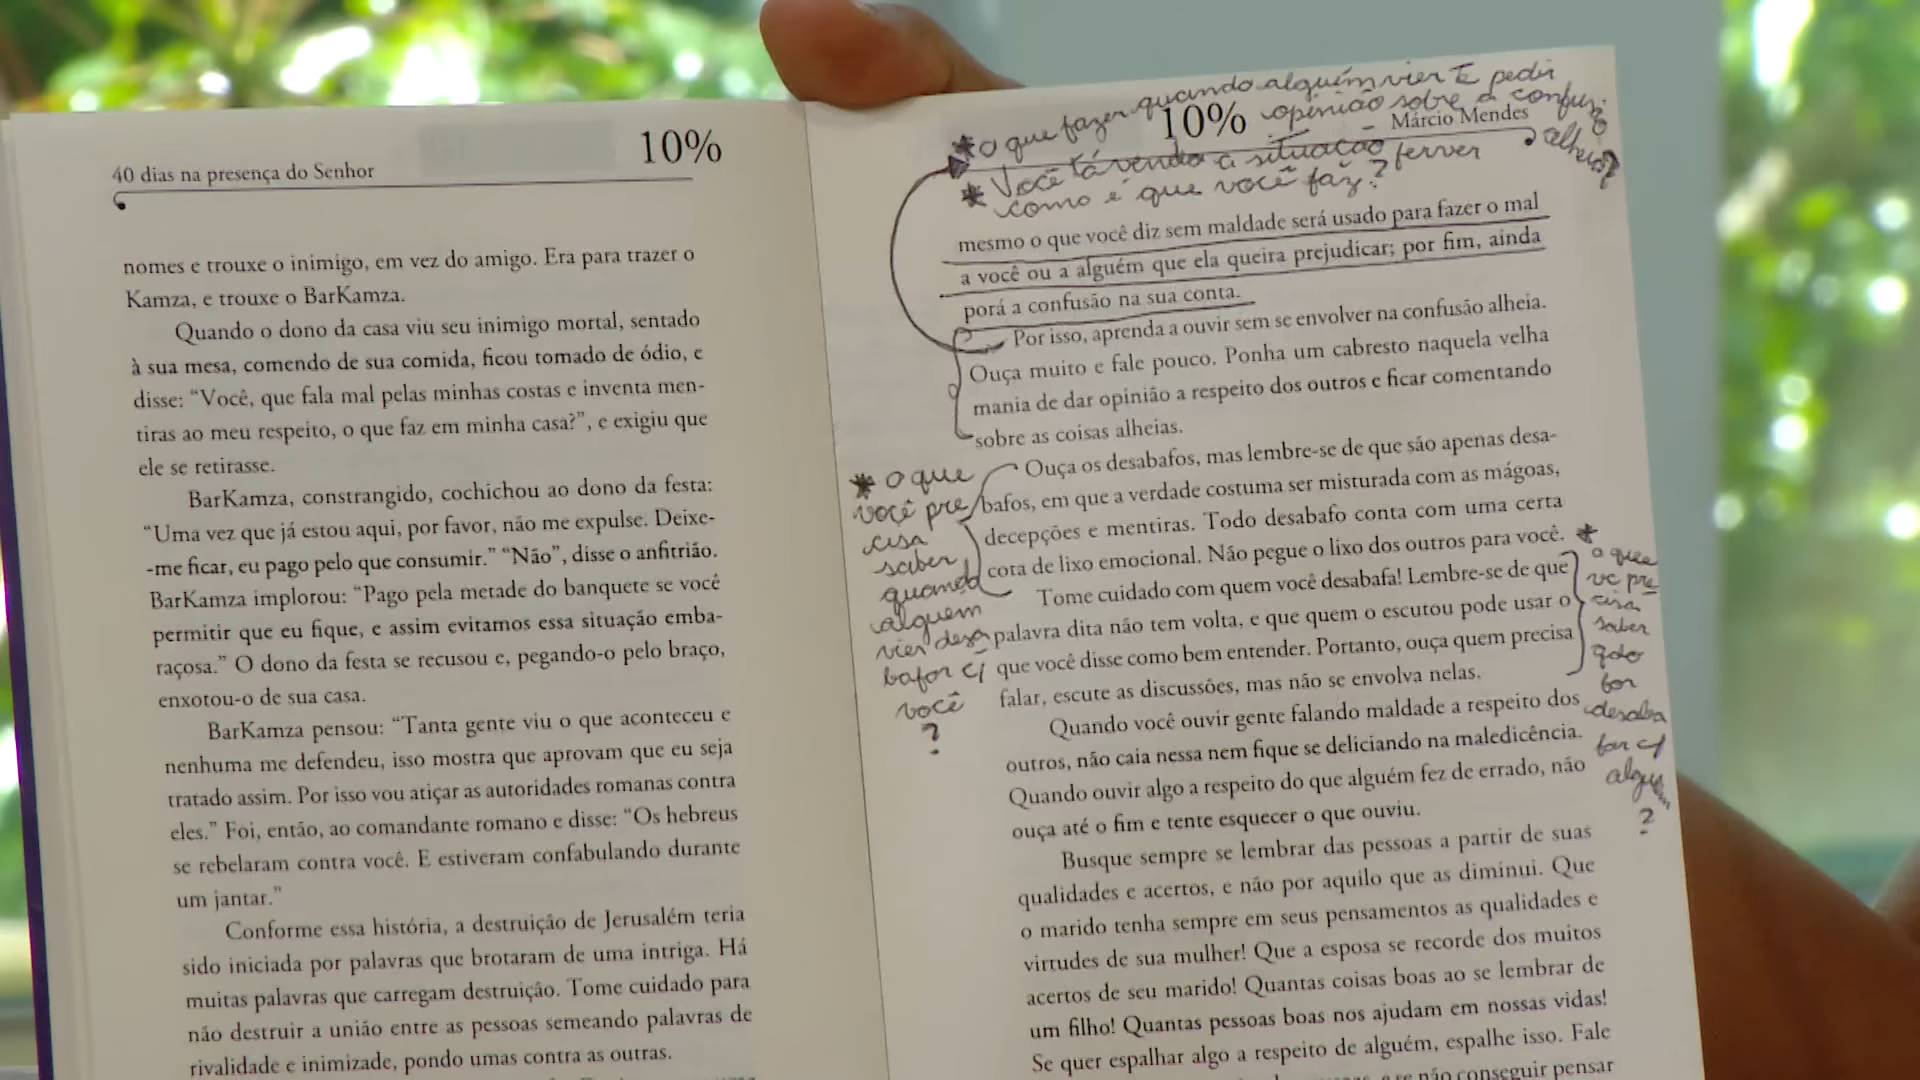 40 dias na presença do Senhor
10%
nomes e trouxe o inimigo, em vez do amigo. Era para trazer o
Kamza, e trouxe o BarKamza.
Quando o dono da casa viu seu inimigo mortal, sentado
à sua mesa, comendo de sua comida, ficou tomado de ódio, e
disse: “Você, que fala mal pelas minhas costas e inventa men-
tiras ao meu respeito, o que faz em minha casa?”, e exigiu que
ele se retirasse.
BarKamza, constrangido, cochichou ao dono da festa:
“Uma vez que já estou aqui, por favor, não me expulse. Deixe-
-me ficar, eu pago pelo que consumir.” “Não”, disse o anfitrião.
BarKamza implorou: “Pago pela metade do banquete se você
permitir que eu fique, e assim evitamos essa situação emba-
raçosa.” O dono da festa se recusou e, pegando-o pelo braço,
enxotou-o de sua casa.
BarKamza pensou: “Tanta gente viu o que aconteceu e
nenhuma me defendeu, isso mostra que aprovam que eu seja
tratado assim. Por isso vou atiçar as autoridades romanas contra
eles.” Foi, então, ao comandante romano e disse: “Os hebreus
se rebelaram contra você. E estiveram confabulando durante
um jantar.”
Conforme essa história, a destruição de Jerusalém teria
sido iniciada por palavras que brotaram de uma intriga. Há
muitas palavras que carregam destruição. Tome cuidado para
não destruir a união entre as pessoas semeando palavras de
rivalidade e inimizade, pondo umas contra as outras.
* O que fazer quando alguém vier te pedir
opinião sobre a confusão
alheia?
10%
Márcio Mendes
* Você tá vendo a situação ferver
como é que você faz?
mesmo o que você diz sem maldade será usado para fazer o mal
a você ou a alguém que ela queira prejudicar; por fim, ainda
porá a confusão na sua conta.
Por isso, aprenda a ouvir sem se envolver na confusão alheia.
Ouça muito e fale pouco. Ponha um cabresto naquela velha
mania de dar opinião a respeito dos outros e ficar comentando
sobre as coisas alheias.
* O que
você pre
cisa
saber
quando
alguem
vier desa
bafar c/
você
?
Ouça os desabafos, mas lembre-se de que são apenas desa-
bafos, em que a verdade costuma ser misturada com as mágoas,
decepções e mentiras. Todo desabafo conta com uma certa
cota de lixo emocional. Não pegue o lixo dos outros para você.
Tome cuidado com quem você desabafa! Lembre-se de que
palavra dita não tem volta, e que quem o escutou pode usar o
que você disse como bem entender. Portanto, ouça quem precisa
falar, escute as discussões, mas não se envolva nelas.
* o que
vc pre
cisa
saber
qdo
for
desaba
far c/
alguem
?
Quando você ouvir gente falando maldade a respeito dos
outros, não caia nessa nem fique se deliciando na maledicência.
Quando ouvir algo a respeito do que alguém fez de errado, não
ouça até o fim e tente esquecer o que ouviu.
Busque sempre se lembrar das pessoas a partir de suas
qualidades e acertos, e não por aquilo que as diminui. Que
o marido tenha sempre em seus pensamentos as qualidades e
virtudes de sua mulher! Que a esposa se recorde dos muitos
acertos de seu marido! Quantas coisas boas ao se lembrar de
um filho! Quantas pessoas boas nos ajudam em nossas vidas!
Se quer espalhar algo a respeito de alguém, espalhe isso. Fale
se não conseguir pensar